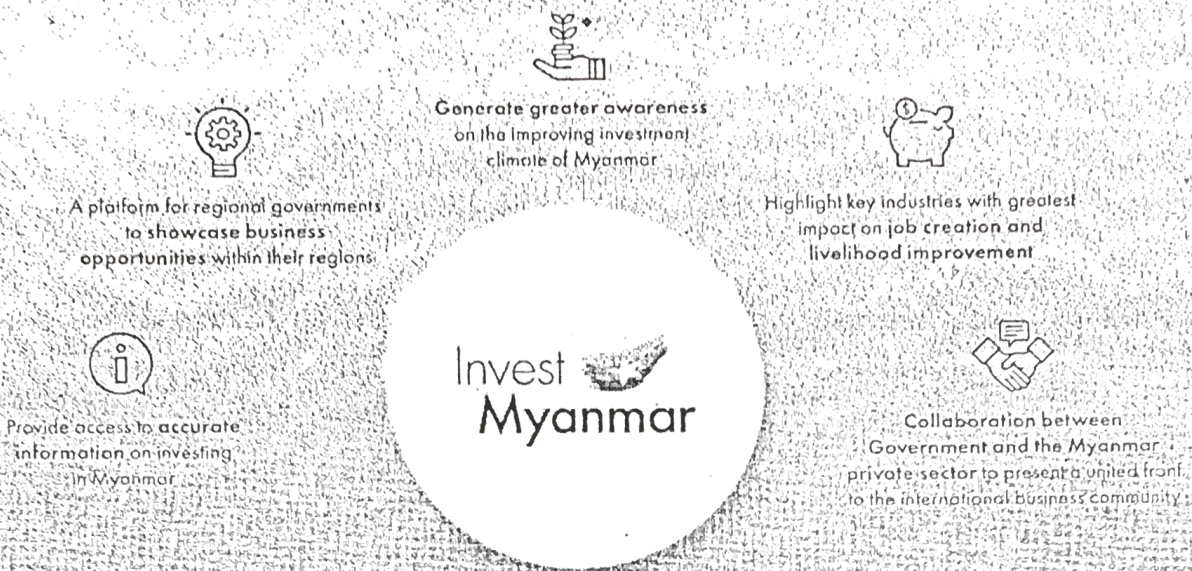 Generate greater awareness
on the improving investment
climate of Myanmar
A platform for regional governments
to showcase business
opportunities within their regions
Highlight key industries with greatest
impact on job creation and
livelihood improvement
Invest
Myanmar
Provide access to accurate
information on investing
in Myanmar
Collaboration between
Government and the Myanmar
private sector to present a united front
to the international business community